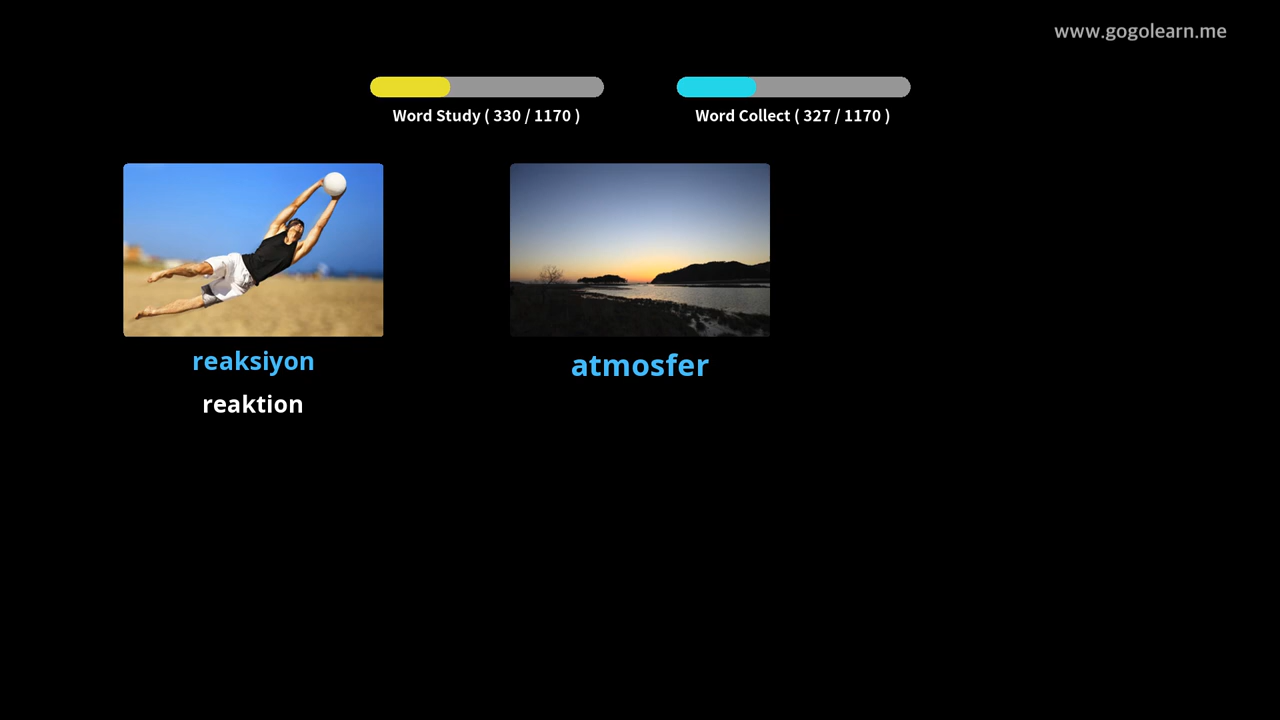 www.gogolearn.me
Word Study ( 330 / 1170 )
Word Collect ( 327 / 1170 )
reaksiyon
atmosfer
reaktion